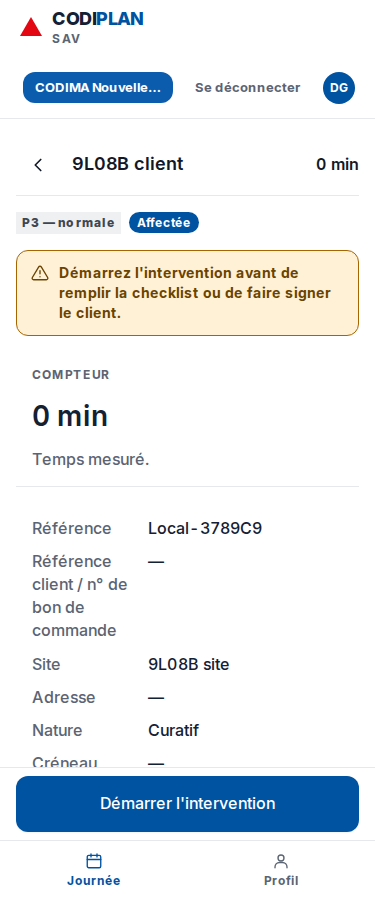 CODIPLAN
SAV
CODIMA Nouvelle...
Se déconnecter
DG
9L08B client
0 min
P3 — normale
Affectée
Démarrez l'intervention avant de
remplir la checklist ou de faire signer
le client.
COMPTEUR
0 min
Temps mesuré.
Référence
Local-3789C9
Référence
client / n° de
bon de
commande
—
Site
9L08B site
Adresse
—
Nature
Curatif
Créneau
—
Démarrer l'intervention
Journée
Profil